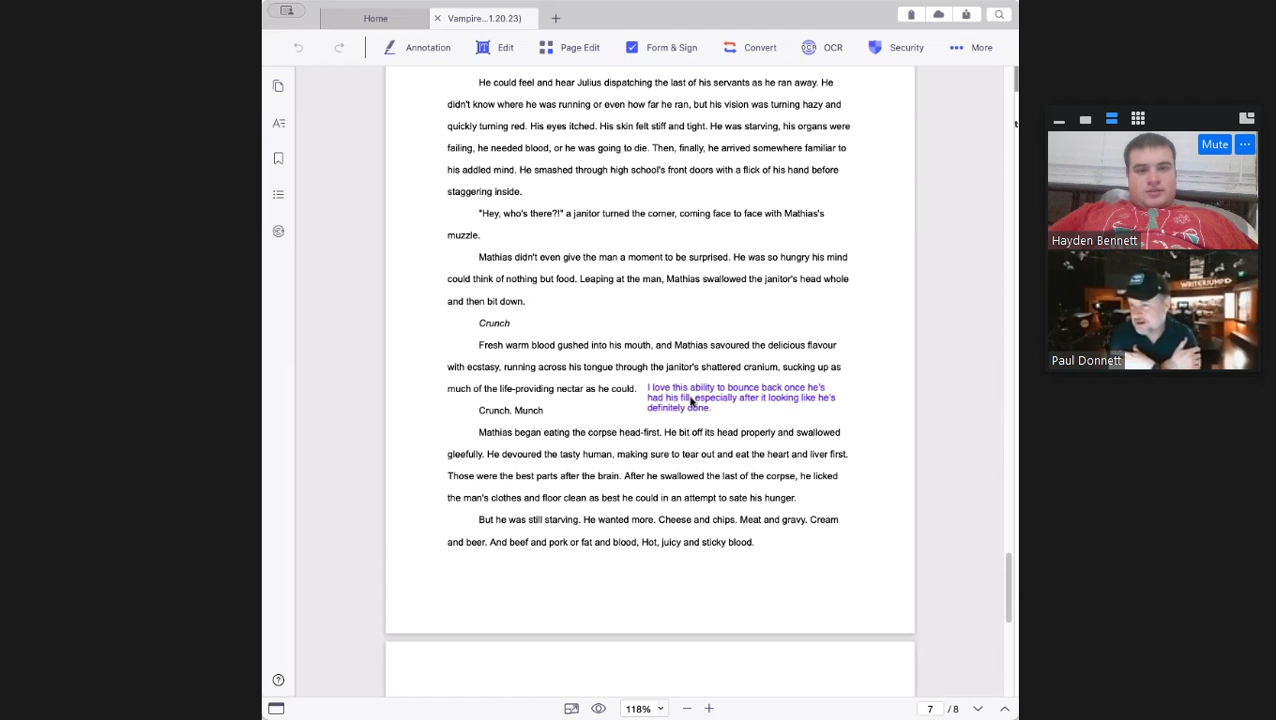 Home
Vampire...1.20.23)
Annotation
Edit
Page Edit
Form & Sign
Convert
OCR
OCR
Security
More
He could feel and hear Julius dispatching the last of his servants as he ran away. He
didn't know where he was running or even how far he ran, but his vision was turning hazy and
quickly turning red. His eyes itched. His skin felt stiff and tight. He was starving, his organs were
failing, he needed blood, or he was going to die. Then, finally, he arrived somewhere familiar to
his addled mind. He smashed through high school's front doors with a flick of his hand before
staggering inside.
"Hey, who's there?!" a janitor turned the corner, coming face to face with Mathias's
muzzle.
Mathias didn't even give the man a moment to be surprised. He was so hungry his mind
could think of nothing but food. Leaping at the man, Mathias swallowed the janitor's head whole
and then bit down.
Crunch
Fresh warm blood gushed into his mouth, and Mathias savoured the delicious flavour
with ecstasy, running across his tongue through the janitor's shattered cranium, sucking up as
much of the life-providing nectar as he could.
I love this ability to bounce back once he's
had his fill, especially after it looking like he's
definitely done.
Crunch. Munch
Mathias began eating the corpse head-first. He bit off its head properly and swallowed
gleefully. He devoured the tasty human, making sure to tear out and eat the heart and liver first.
Those were the best parts after the brain. After he swallowed the last of the corpse, he licked
the man's clothes and floor clean as best he could in an attempt to sate his hunger.
But he was still starving. He wanted more. Cheese and chips. Meat and gravy. Cream
and beer. And beef and pork or fat and blood, Hot, juicy and sticky blood.
118%
7 / 8
Mute
Hayden Bennett
WRITERJUMP
Paul Donnett